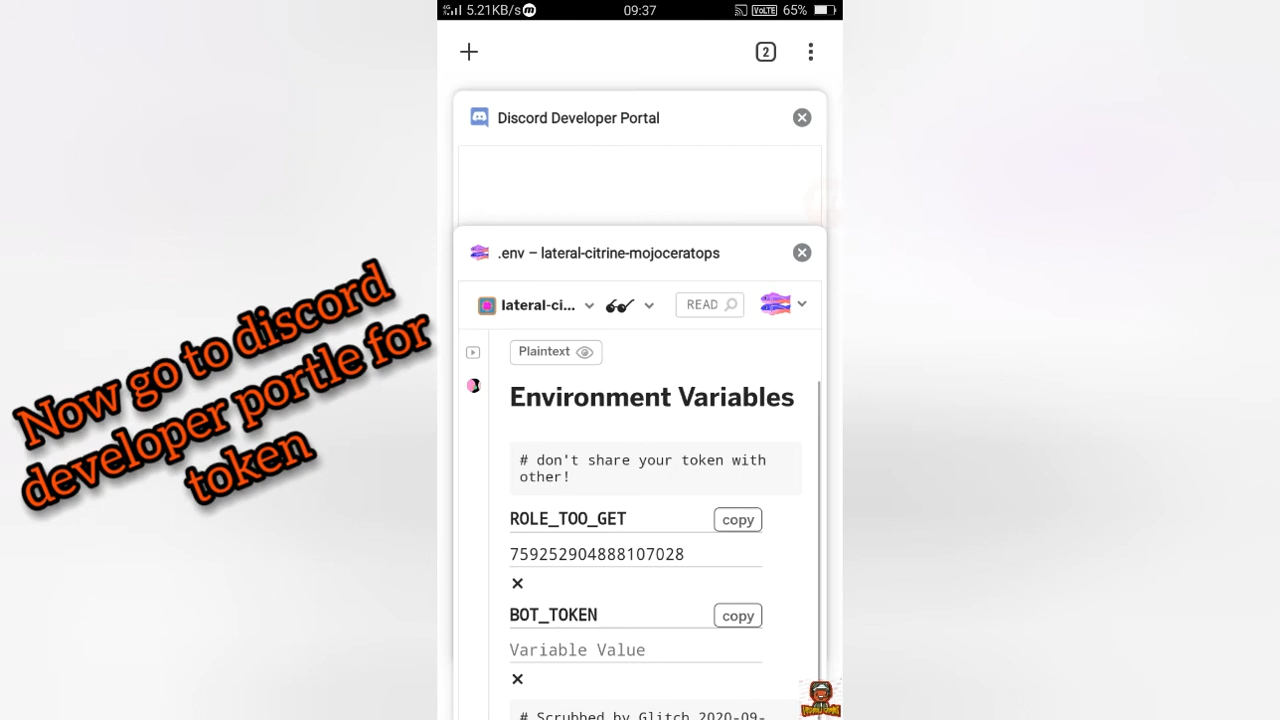 5.21KB/s
09:37
VoLTE
65%
2
Discord Developer Portal
.env – lateral-citrine-mojoceratops
lateral-ci...
READ
Plaintext
Environment Variables
# don't share your token with
other!
ROLE_TOO_GET
copy
759252904888107028
BOT_TOKEN
copy
Variable Value
# Scrubbed by Glitch 2020-09-
Now go to discord
developer portle for
token